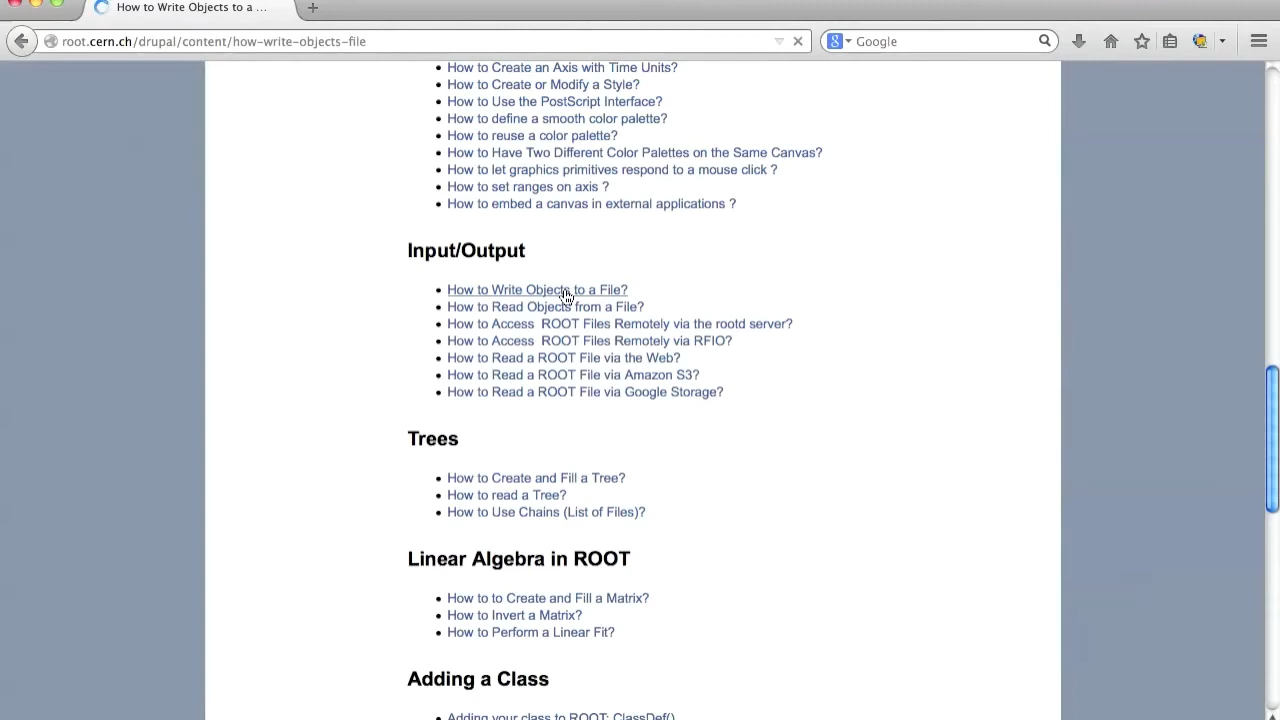 How to Write Objects to a ...
root.cern.ch/drupal/content/how-write-objects-file
Google
How to Create an Axis with Time Units?
How to Create or Modify a Style?
How to Use the PostScript Interface?
How to define a smooth color palette?
How to reuse a color palette?
How to Have Two Different Color Palettes on the Same Canvas?
How to let graphics primitives respond to a mouse click ?
How to set ranges on axis ?
How to embed a canvas in external applications ?
Input/Output
How to Write Objects to a File?
How to Read Objects from a File?
How to Access ROOT Files Remotely via the rootd server?
How to Access ROOT Files Remotely via RFIO?
How to Read a ROOT File via the Web?
How to Read a ROOT File via Amazon S3?
How to Read a ROOT File via Google Storage?
Trees
How to Create and Fill a Tree?
How to read a Tree?
How to Use Chains (List of Files)?
Linear Algebra in ROOT
How to to Create and Fill a Matrix?
How to Invert a Matrix?
How to Perform a Linear Fit?
Adding a Class
Adding your class to ROOT: ClassDef()